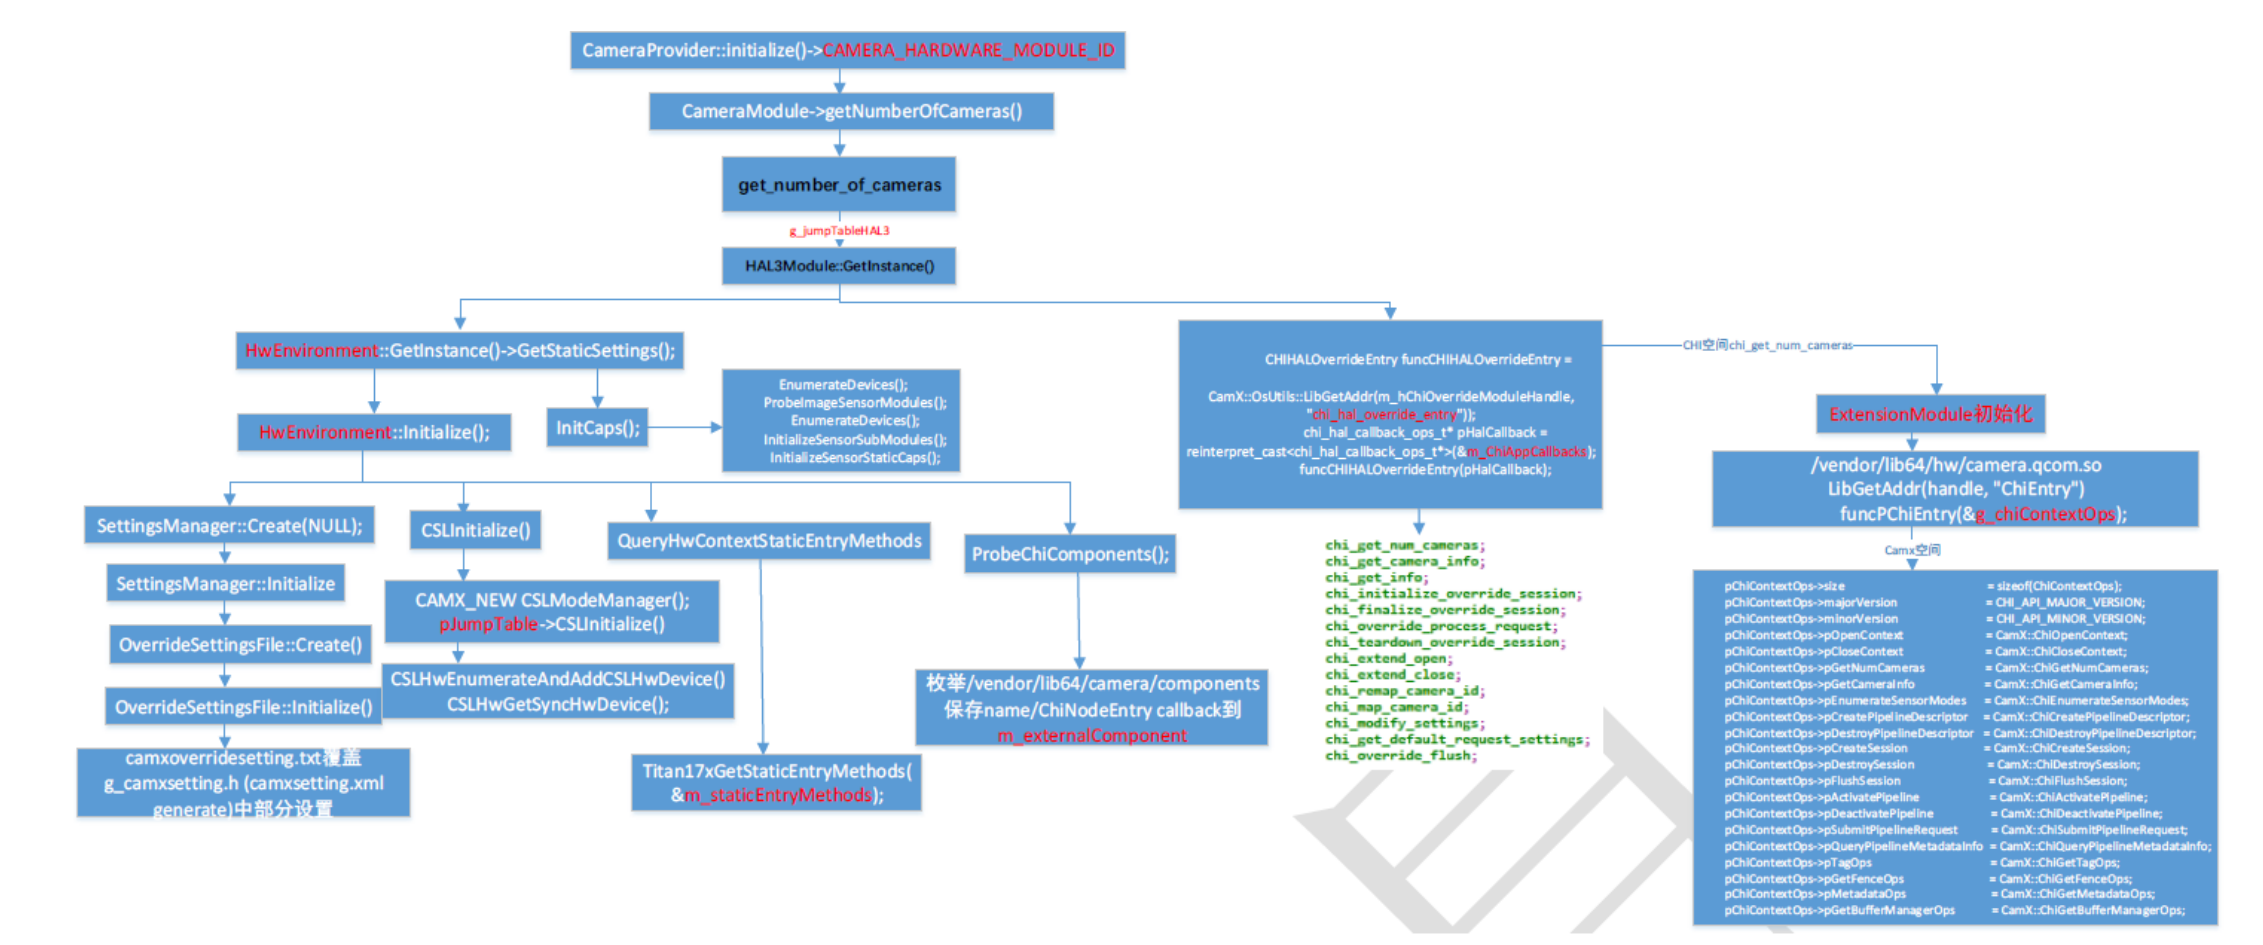 CameraProvider::initialize()->CAMERA_HARDWARE_MODULE_ID
CameraModule->getNumberOfCameras()
get_number_of_cameras
g_jumpTableHAL3
HAL3Module::GetInstance()
HwEnvironment::GetInstance()->GetStaticSettings();
HwEnvironment::Initialize();
InitCaps();
EnumerateDevices();
ProbeImageSensorModules();
EnumerateDevices();
InitializeSensorSubModules();
InitializeSensorStaticCaps();
SettingsManager::Create(NULL);
SettingsManager::Initialize
OverrideSettingsFile::Create()
OverrideSettingsFile::Initialize()
camxoverridesetting.txt覆盖
g_camxsetting.h (camxsetting.xml
generate)中部分设置
CSLInitialize()
CAMX_NEW CSLModeManager();
pJumpTable->CSLInitialize()
CSLHwEnumerateAndAddCSLHwDevice()
CSLHwGetSyncHwDevice();
QueryHwContextStaticEntryMethods
Titan17xGetStaticEntryMethods(
&m_staticEntryMethods);
ProbeChiComponents();
枚举/vendor/lib64/camera/components
保存name/ChiNodeEntry callback到
m_externalComponent
CHIHALOverrideEntry funcCHIHALOverrideEntry =
CamX::OsUtils::LibGetAddr(m_hChiOverrideModuleHandle,
"chi_hal_override_entry"));
chi_hal_callback_ops_t* pHalCallback =
reinterpret_cast<chi_hal_callback_ops_t*>(&m_ChiAppCallbacks);
funcCHIHALOverrideEntry(pHalCallback);
chi_get_num_cameras;
chi_get_camera_info;
chi_get_info;
chi_initialize_override_session;
chi_finalize_override_session;
chi_override_process_request;
chi_teardown_override_session;
chi_extend_open;
chi_extend_close;
chi_remap_camera_id;
chi_map_camera_id;
chi_modify_settings;
chi_get_default_request_settings;
chi_override_flush;
CHI空间chi_get_num_cameras
ExtensionModule初始化
/vendor/lib64/hw/camera.qcom.so
LibGetAddr(handle, "ChiEntry")
funcPChiEntry(&g_chiContextOps);
Camx空间
pChiContextOps->size = sizeof(ChiContextOps);
pChiContextOps->majorVersion = CHI_API_MAJOR_VERSION;
pChiContextOps->minorVersion = CHI_API_MINOR_VERSION;
pChiContextOps->pOpenContext = CamX::ChiOpenContext;
pChiContextOps->pCloseContext = CamX::ChiCloseContext;
pChiContextOps->pGetNumCameras = CamX::ChiGetNumCameras;
pChiContextOps->pGetCameraInfo = CamX::ChiGetCameraInfo;
pChiContextOps->pEnumerateSensorModes = CamX::ChiEnumerateSensorModes;
pChiContextOps->pCreatePipelineDescriptor = CamX::ChiCreatePipelineDescriptor;
pChiContextOps->pDestroyPipelineDescriptor = CamX::ChiDestroyPipelineDescriptor;
pChiContextOps->pCreateSession = CamX::ChiCreateSession;
pChiContextOps->pDestroySession = CamX::ChiDestroySession;
pChiContextOps->pFlushSession = CamX::ChiFlushSession;
pChiContextOps->pActivatePipeline = CamX::ChiActivatePipeline;
pChiContextOps->pDeactivatePipeline = CamX::ChiDeactivatePipeline;
pChiContextOps->pSubmitPipelineRequest = CamX::ChiSubmitPipelineRequest;
pChiContextOps->pQueryPipelineMetadataInfo = CamX::ChiQueryPipelineMetadataInfo;
pChiContextOps->pTagOps = CamX::ChiGetTagOps;
pChiContextOps->pGetFenceOps = CamX::ChiGetFenceOps;
pChiContextOps->pMetadataOps = CamX::ChiGetMetadataOps;
pChiContextOps->pGetBufferManagerOps = CamX::ChiGetBufferManagerOps;